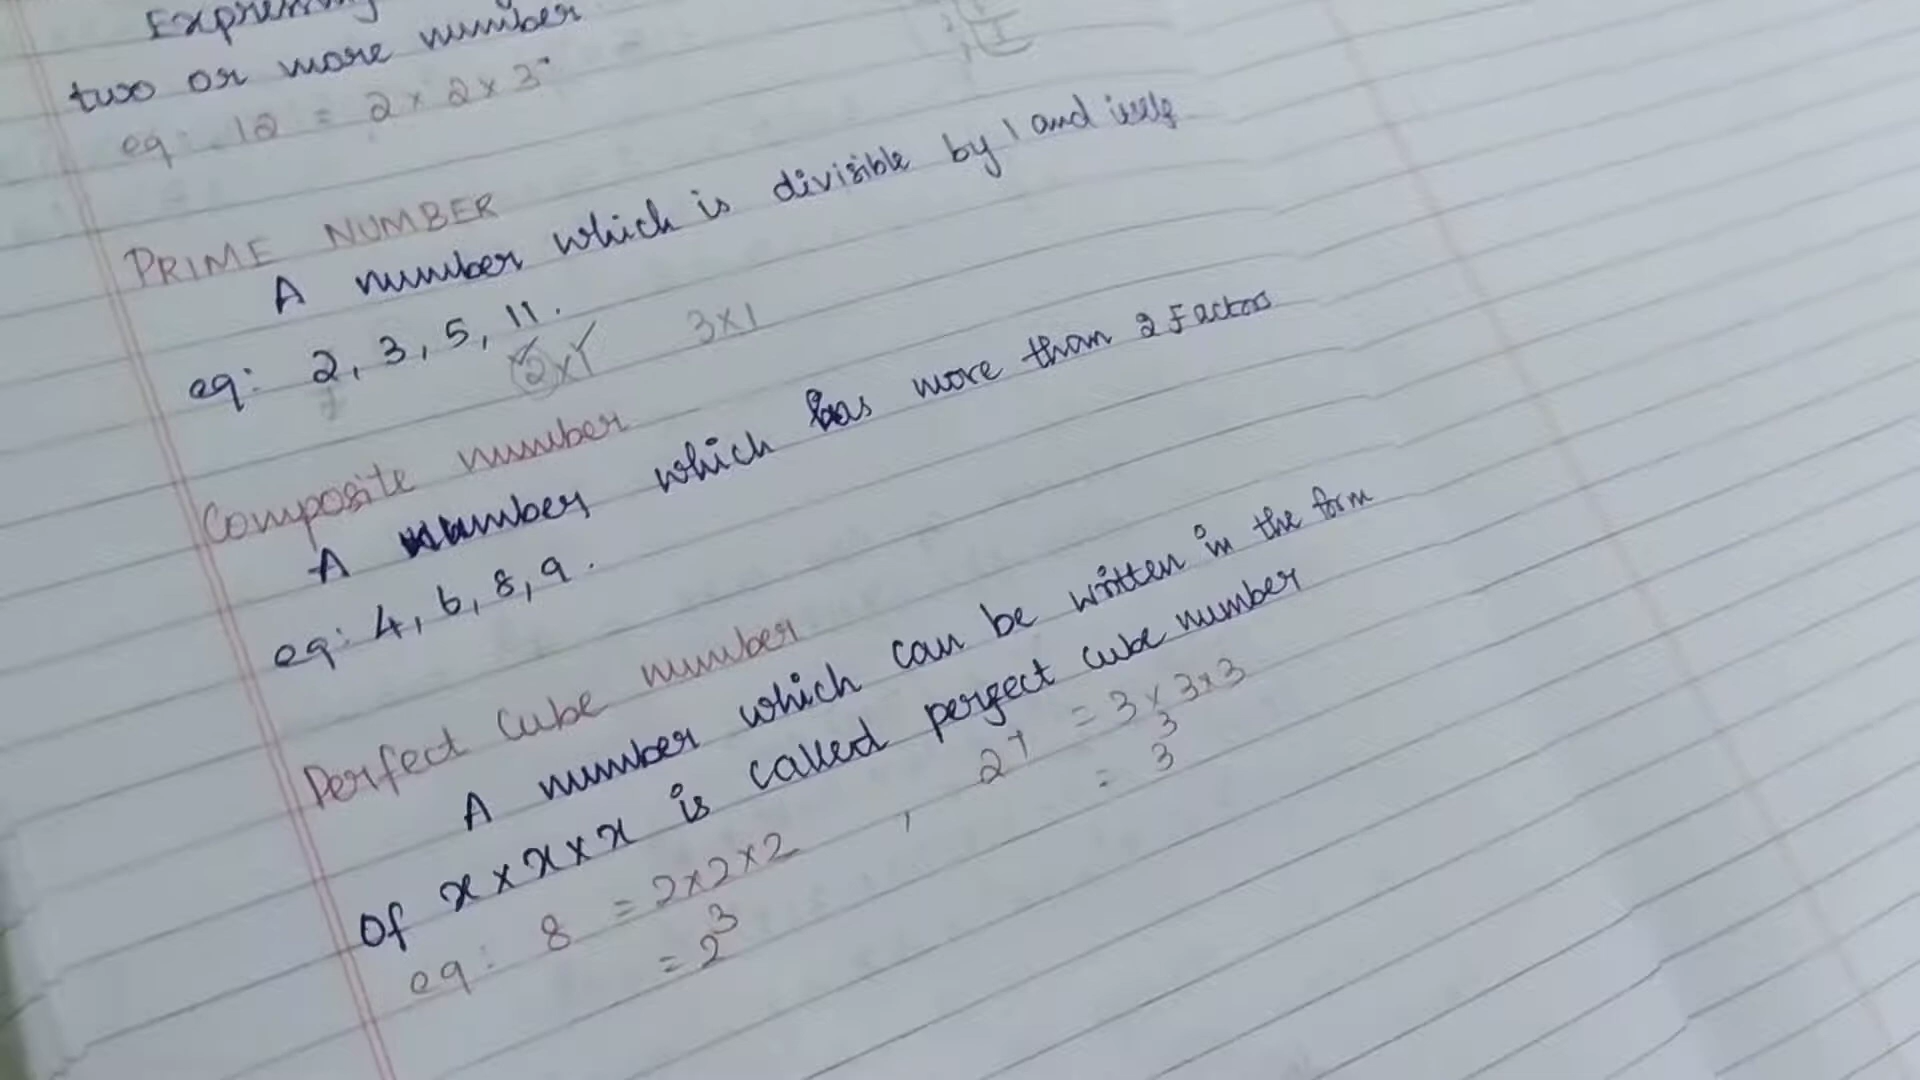 two or more number
eg: 12 = 2 x 2 x 3
PRIME NUMBER
A number which is divisible by 1 and itself
eg: 2, 3, 5, 11.
2x1 3x1
Composite number
A number which has more than 2 Factors
eg: 4, 6, 8, 9.
Perfect Cube number
A number which can be written in the form
Of x x x x x is called perfect cube number
eg: 8 = 2x2x2 , 27 = 3 x 3 x 3
= 2³ = 3³